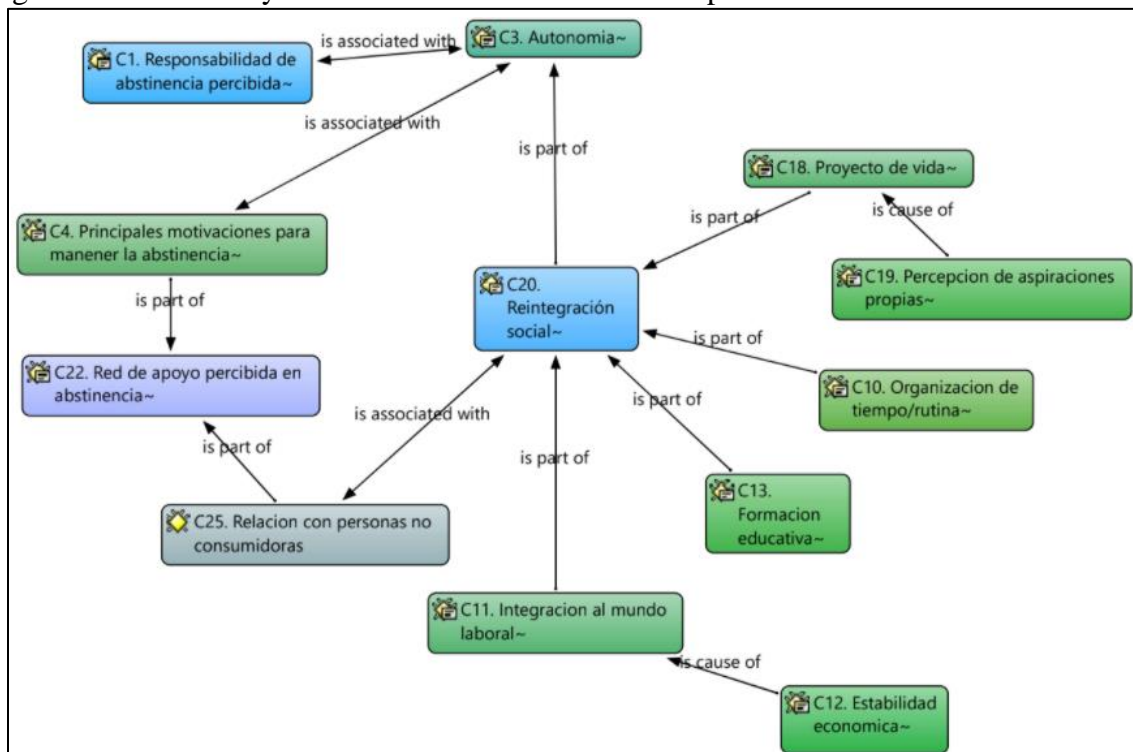 is associated with
C3. Autonomia~
C1. Responsabilidad de
abstinencia percibida~
is associated with
is part of
C18. Proyecto de vida~
is part of
is cause of
C4. Principales motivaciones para
manener la abstinencia~
C19. Percepcion de aspiraciones
propias~
C20.
Reintegración
social~
is part of
is part of
C22. Red de apoyo percibida en
abstinencia~
C10. Organizacion de
tiempo/rutina~
is part of
is associated with
is part of
is part of
C13.
Formacion
educativa~
C25. Relacion con personas no
consumidoras
C11. Integracion al mundo
laboral~
is cause of
C12. Estabilidad
economica~